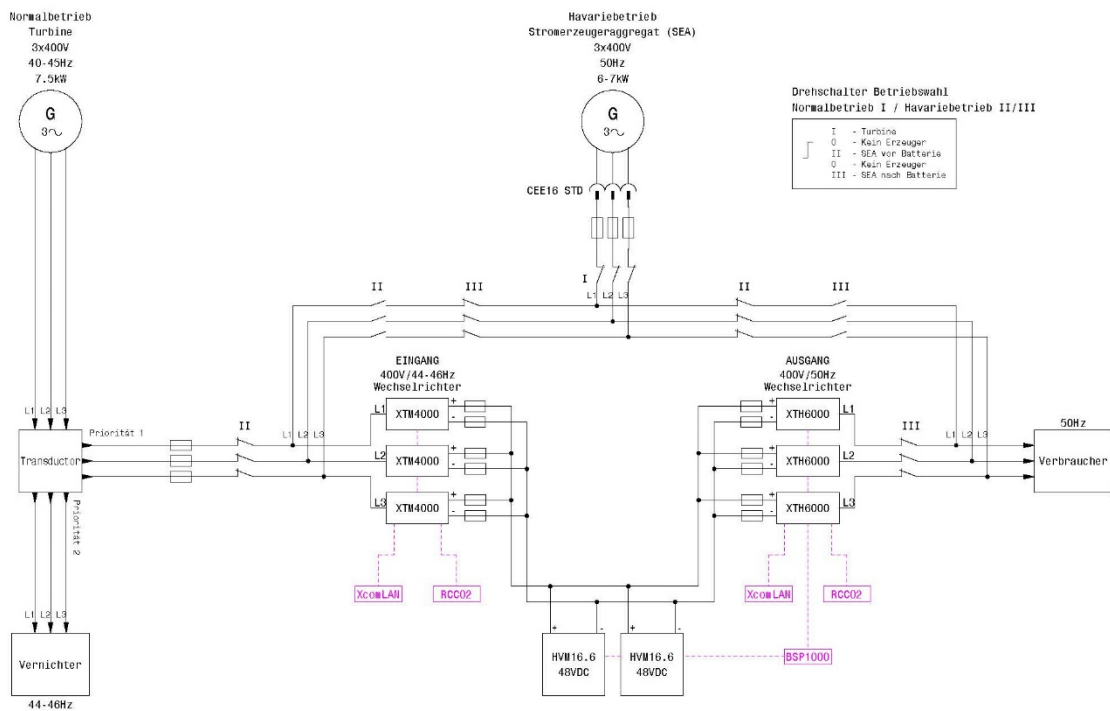 Normalbetrieb
Turbine
3x400V
40-45Hz
7.5kW
G
3~
Havariebetrieb
Stromerzeugeraggregat (SEA)
3x400V
50Hz
6-7kW
G
3~
CEE16 STD
Drehschalter Betriebswahl
Normalbetrieb I / Havariebetrieb II/III
I - Turbine
0 - Kein Erzeuger
II - SEA vor Batterie
0 - Kein Erzeuger
III - SEA nach Batterie
I
L1 L2 L3
II III II III
EINGANG
400V/44-46Hz
Wechselrichter
AUSGANG
400V/50Hz
Wechselrichter
L1 L2 L3
Priorität 1
Transductor
Priorität 2
II
L1 L2 L3
L1 XTM4000 + -
L2 XTM4000 + -
L3 XTM4000 + -
+ - XTH6000 L1
+ - XTH6000 L2
+ - XTH6000 L3
III
L1 L2 L3
50Hz
Verbraucher
XcomLAN RCC02
XcomLAN RCC02
L1 L2 L3
Vernichter
44-46Hz
+ - + -
HVM16.6
48VDC
HVM16.6
48VDC
BSP1000